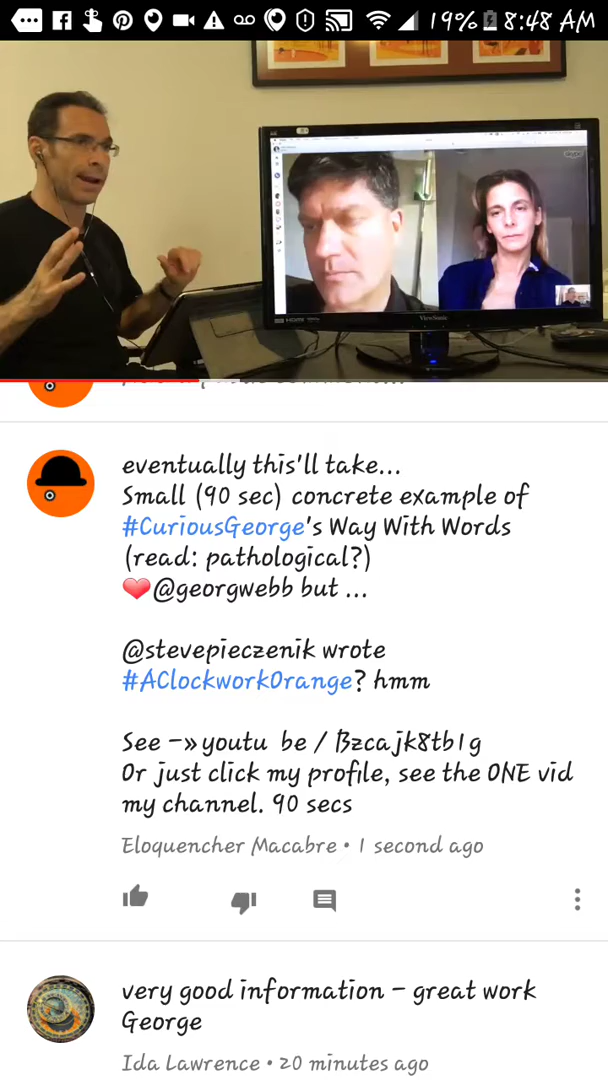 19% 8:48 AM
ViewSonic
eventually this'll take...
Small (90 sec) concrete example of
#CuriousGeorge's Way With Words
(read: pathological?)
❤@georgwebb but ...
@stevepieczenik wrote
#AClockworkOrange? hmm
See –»youtu be / Bzcajk8tb1g
Or just click my profile, see the ONE vid
my channel. 90 secs
Eloquencher Macabre • 1 second ago
very good information – great work
George
Ida Lawrence • 20 minutes ago